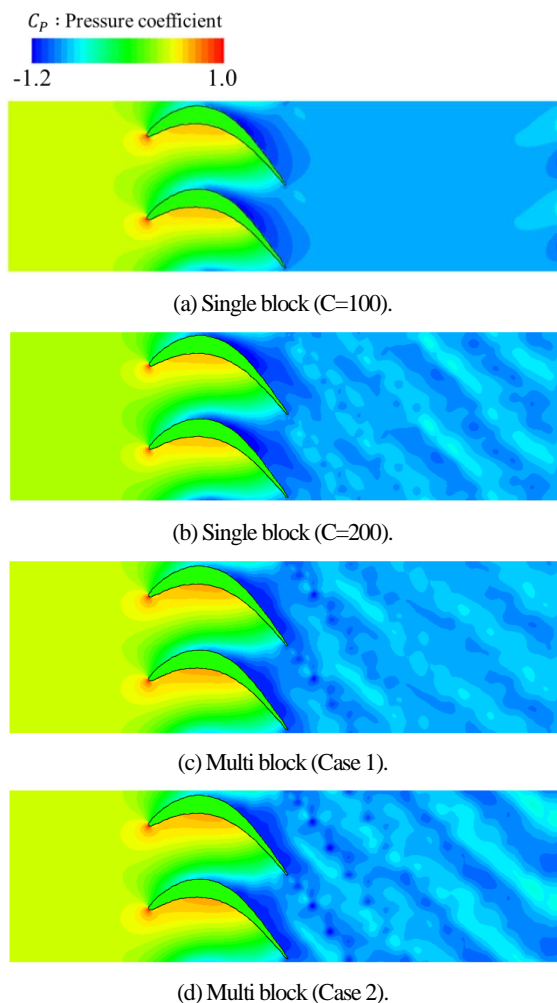 C_P : Pressure coefficient
-1.2 1.0
(a) Single block (C=100).
(b) Single block (C=200).
(c) Multi block (Case 1).
(d) Multi block (Case 2).